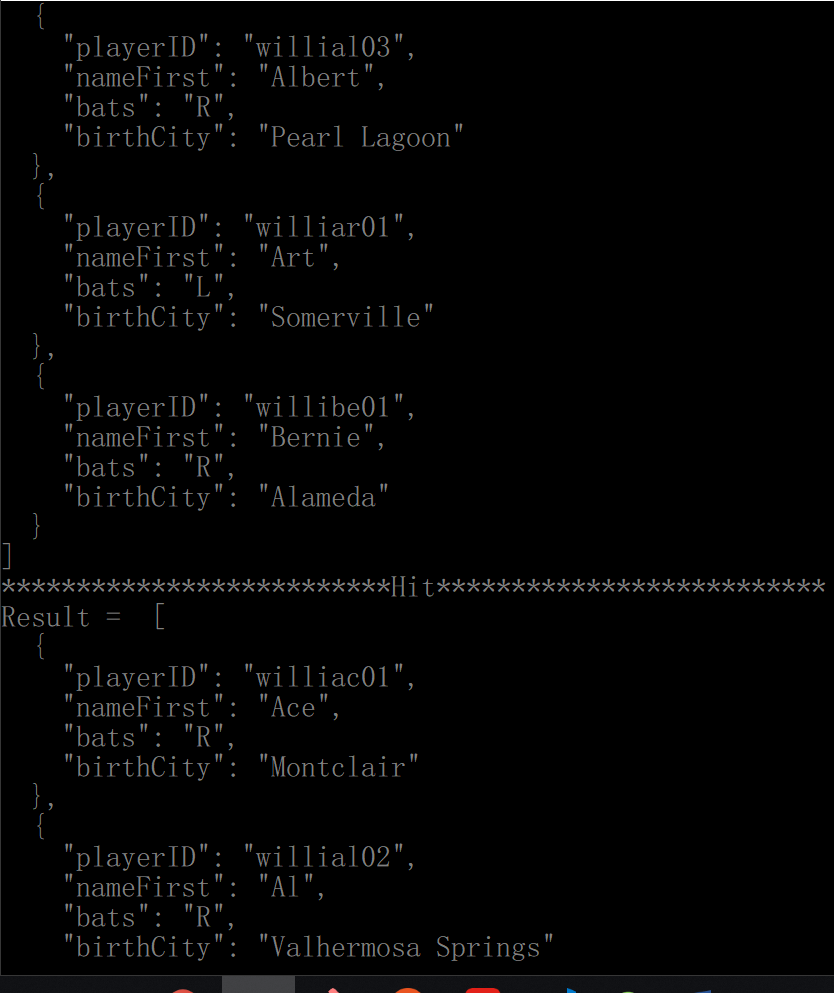 {
"playerID": "willial03",
"nameFirst": "Albert",
"bats": "R",
"birthCity": "Pearl Lagoon"
},
{
"playerID": "williar01",
"nameFirst": "Art",
"bats": "L",
"birthCity": "Somerville"
},
{
"playerID": "willibe01",
"nameFirst": "Bernie",
"bats": "R",
"birthCity": "Alameda"
}
]
**************************Hit**************************
Result =  [
{
"playerID": "williac01",
"nameFirst": "Ace",
"bats": "R",
"birthCity": "Montclair"
},
{
"playerID": "willial02",
"nameFirst": "Al",
"bats": "R",
"birthCity": "Valhermosa Springs"